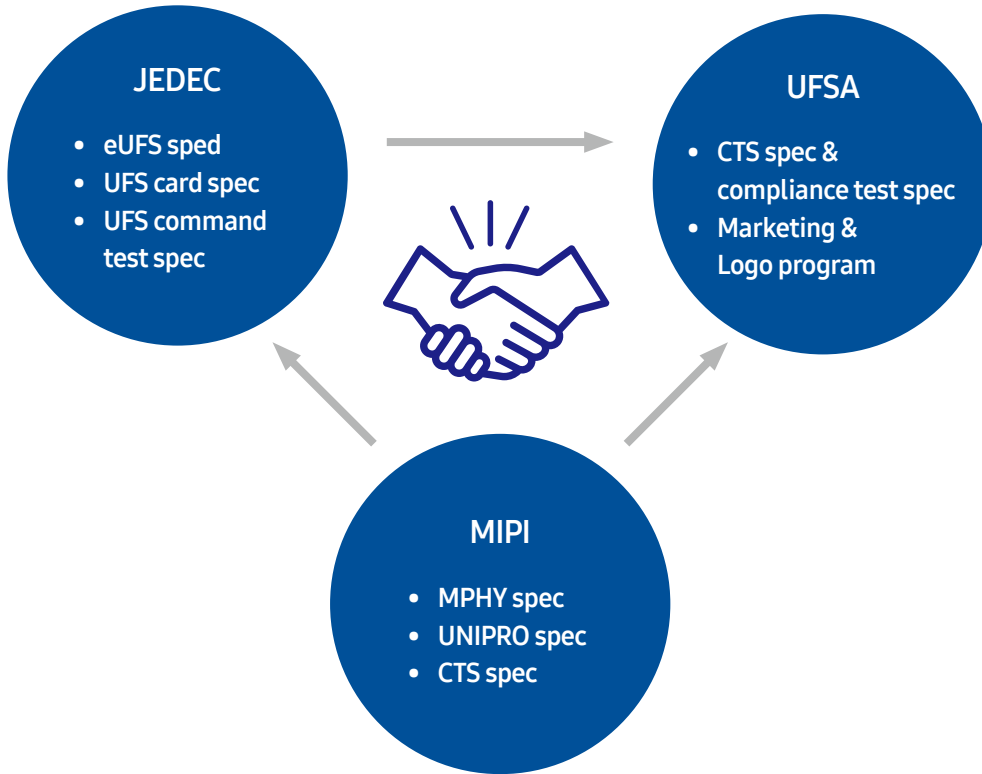 JEDEC
• eUFS sped
• UFS card spec
• UFS command
test spec
UFSA
• CTS spec &
compliance test spec
• Marketing &
Logo program
MIPI
• MPHY spec
• UNIPRO spec
• CTS spec